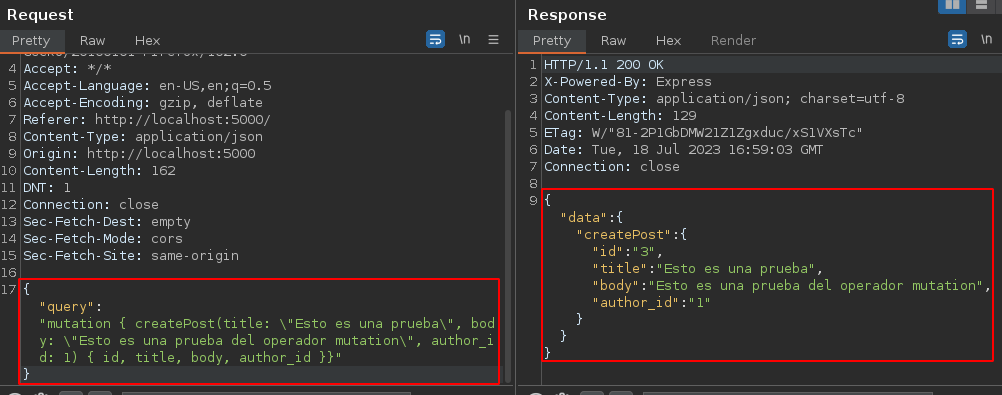 Request
Pretty Raw Hex
\n
4 Accept: */*
5 Accept-Language: en-US,en;q=0.5
6 Accept-Encoding: gzip, deflate
7 Referer: http://localhost:5000/
8 Content-Type: application/json
9 Origin: http://localhost:5000
10 Content-Length: 162
11 DNT: 1
12 Connection: close
13 Sec-Fetch-Dest: empty
14 Sec-Fetch-Mode: cors
15 Sec-Fetch-Site: same-origin
16
17 {
"query":
"mutation { createPost(title: \"Esto es una prueba\", bod
y: \"Esto es una prueba del operador mutation\", author_i
d: 1) { id, title, body, author_id }}"
}
Response
Pretty Raw Hex Render
\n
1 HTTP/1.1 200 OK
2 X-Powered-By: Express
3 Content-Type: application/json; charset=utf-8
4 Content-Length: 129
5 ETag: W/"81-2P1GbDMW21Z1Zgxduc/xS1VXsTc"
6 Date: Tue, 18 Jul 2023 16:59:03 GMT
7 Connection: close
8
9 {
"data":{
"createPost":{
"id":"3",
"title":"Esto es una prueba",
"body":"Esto es una prueba del operador mutation",
"author_id":"1"
}
}
}